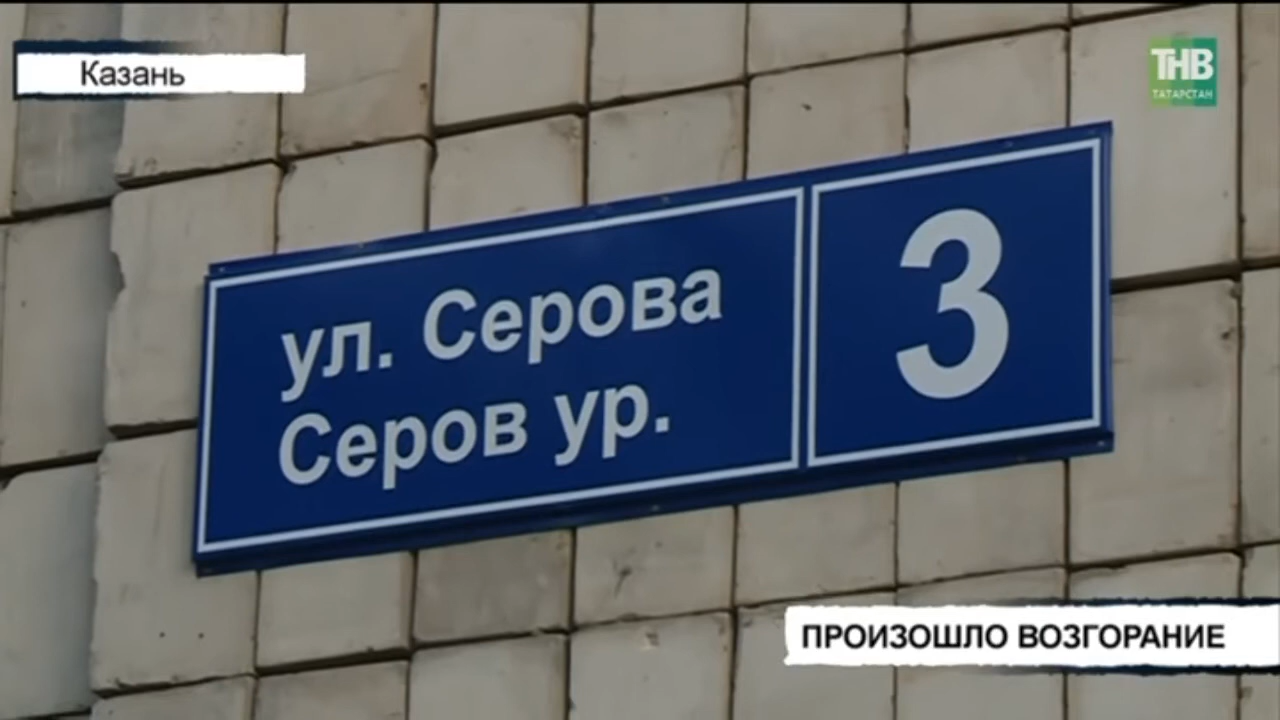 Казань
ТНВ
ТАТАРСТАН
ул. Серова
Серов ур.
3
ПРОИЗОШЛО ВОЗГОРАНИЕ